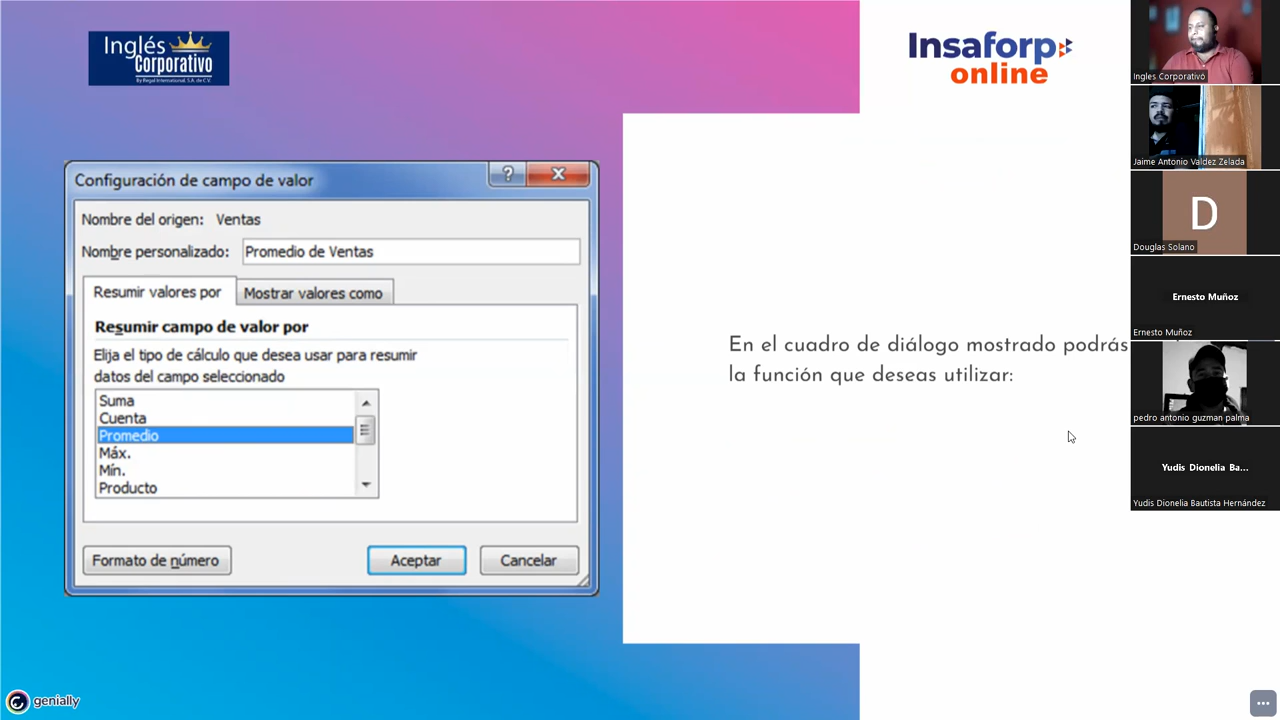 Inglés
Corporativo
By Regal International, S.A. de C.V.
Insaforp
online
Configuración de campo de valor
?
Nombre del origen: Ventas
Nombre personalizado: Promedio de Ventas
Resumir valores por
Mostrar valores como
Resumir campo de valor por
Elija el tipo de cálculo que desea usar para resumir
datos del campo seleccionado
Suma
Cuenta
Promedio
Máx.
Mín.
Producto
Formato de número
Aceptar
Cancelar
En el cuadro de diálogo mostrado podrás
la función que deseas utilizar:
genially
Ingles Corporativo
Jaime Antonio Valdez Zelada
D
Douglas Solano
Ernesto Muñoz
Ernesto Muñoz
pedro antonio guzman palma
Yudis Dionelia Ba...
Yudis Dionelia Bautista Hernández